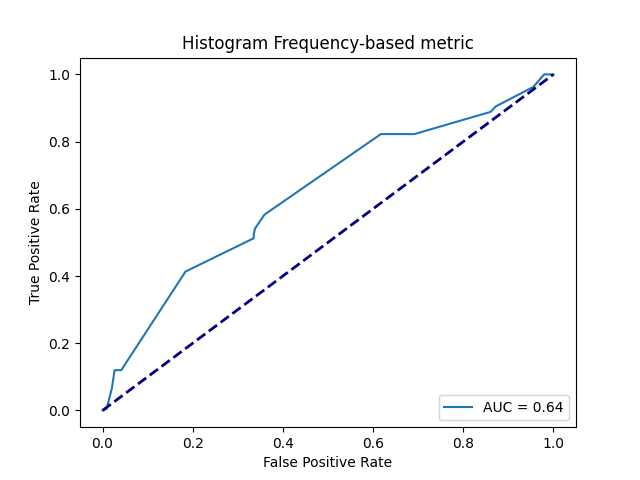 Histogram Frequency-based metric
1.0
0.8
0.6
0.4
0.2
0.0
True Positive Rate
AUC = 0.64
0.0 0.2 0.4 0.6 0.8 1.0
False Positive Rate